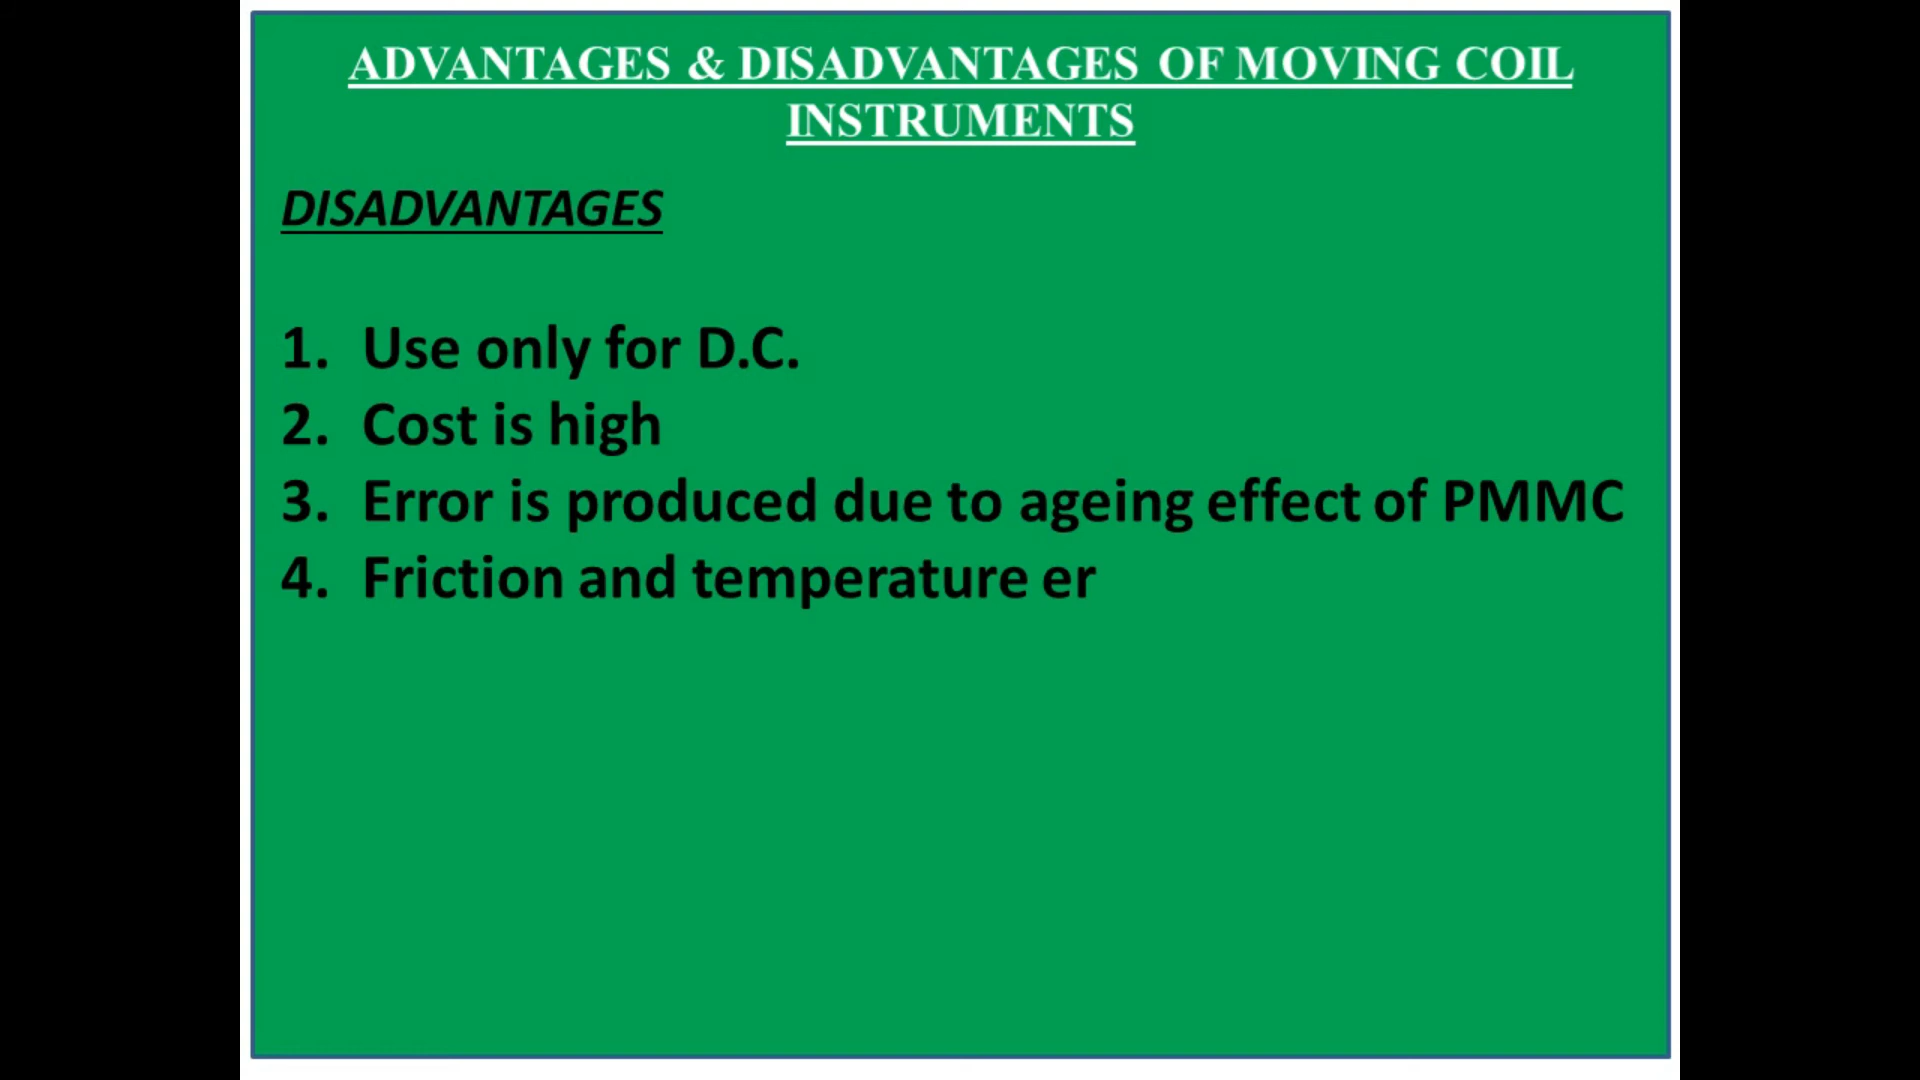 ADVANTAGES & DISADVANTAGES OF MOVING COIL
INSTRUMENTS
DISADVANTAGES
1. Use only for D.C.
2. Cost is high
3. Error is produced due to ageing effect of PMMC
4. Friction and temperature er